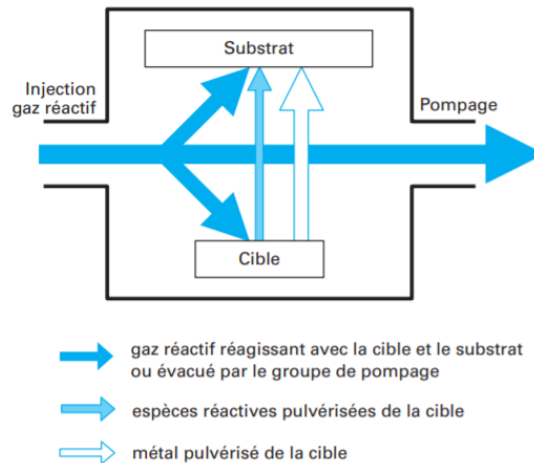 Substrat
Injection
gaz réactif
Pompage
Cible
gaz réactif réagissant avec la cible et le substrat
ou évacué par le groupe de pompage
espèces réactives pulvérisées de la cible
métal pulvérisé de la cible